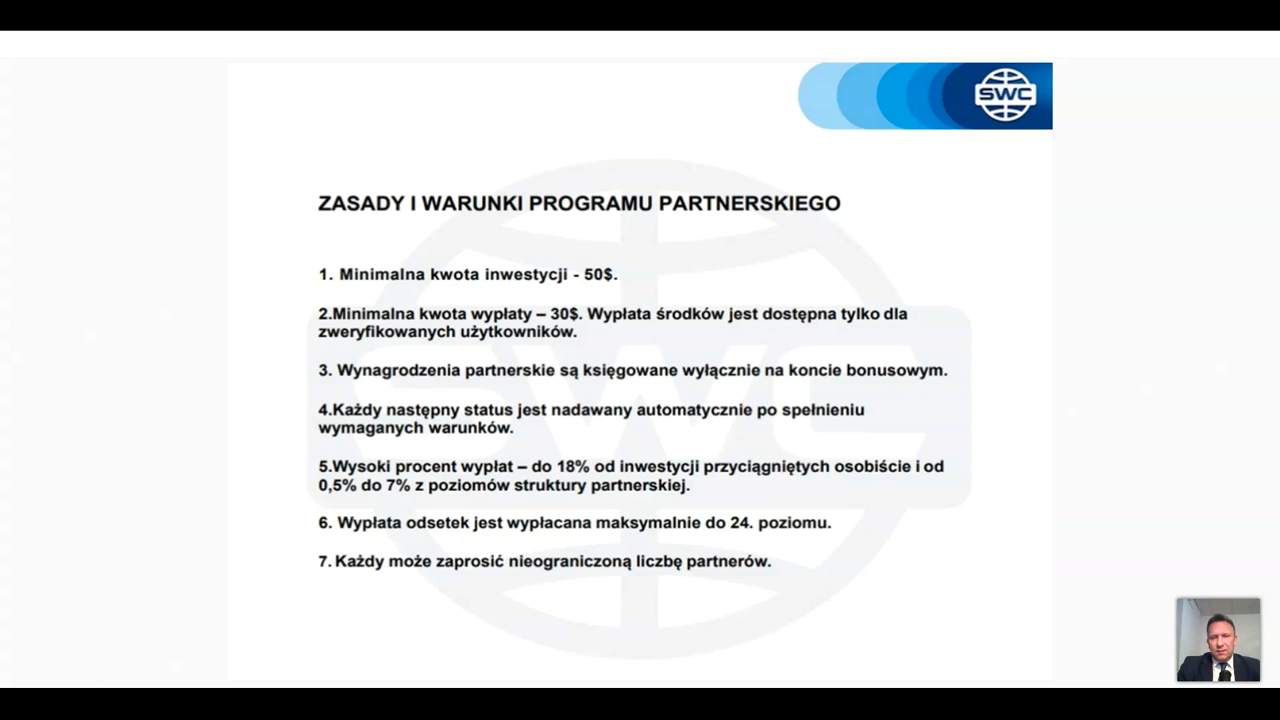 SWC
ZASADY I WARUNKI PROGRAMU PARTNERSKIEGO
1. Minimalna kwota inwestycji - 50$.
2.Minimalna kwota wypłaty – 30$. Wypłata środków jest dostępna tylko dla
zweryfikowanych użytkowników.
3. Wynagrodzenia partnerskie są księgowane wyłącznie na koncie bonusowym.
4.Każdy następny status jest nadawany automatycznie po spełnieniu
wymaganych warunków.
5.Wysoki procent wypłat – do 18% od inwestycji przyciągniętych osobiście i od
0,5% do 7% z poziomów struktury partnerskiej.
6. Wypłata odsetek jest wypłacana maksymalnie do 24. poziomu.
7. Każdy może zaprosić nieograniczoną liczbę partnerów.
SWC